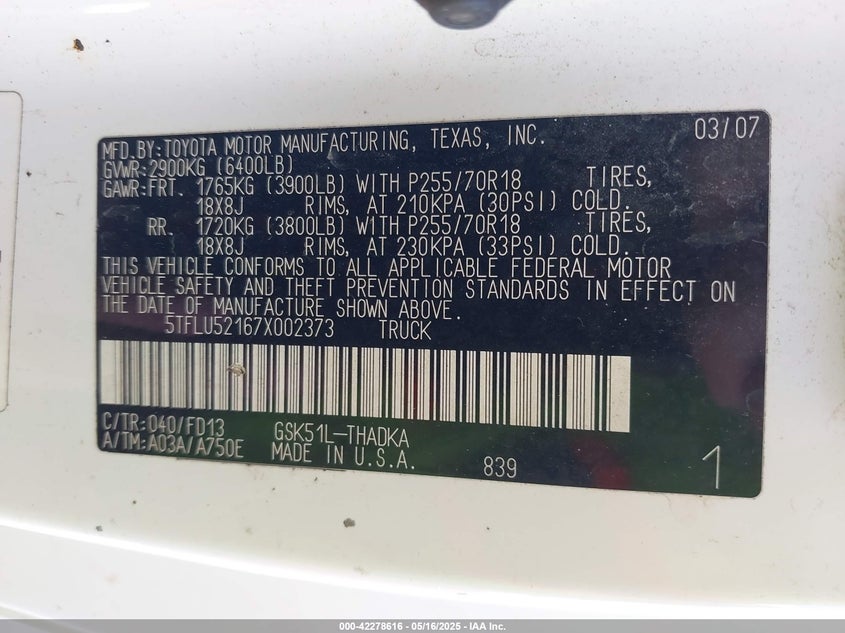 MFD.BY:TOYOTA MOTOR MANUFACTURING, TEXAS, INC. 03/07
GVWR:2900KG (6400LB)
GAWR:FRT. 1765KG (3900LB) WITH P255/70R18 TIRES,
18X8J RIMS, AT 210KPA (30PSI) COLD.
RR. 1720KG (3800LB) WITH P255/70R18 TIRES,
18X8J RIMS, AT 230KPA (33PSI) COLD.
THIS VEHICLE CONFORMS TO ALL APPLICABLE FEDERAL MOTOR
VEHICLE SAFETY AND THEFT PREVENTION STANDARDS IN EFFECT ON
THE DATE OF MANUFACTURE SHOWN ABOVE.
5TFLU52167X002373 TRUCK
C/TR:040/FD13 GSK51L-THADKA
A/TM:A03A/A750E MADE IN U.S.A. 839 1
000-42278616 - 05/16/2025 - IAA Inc.